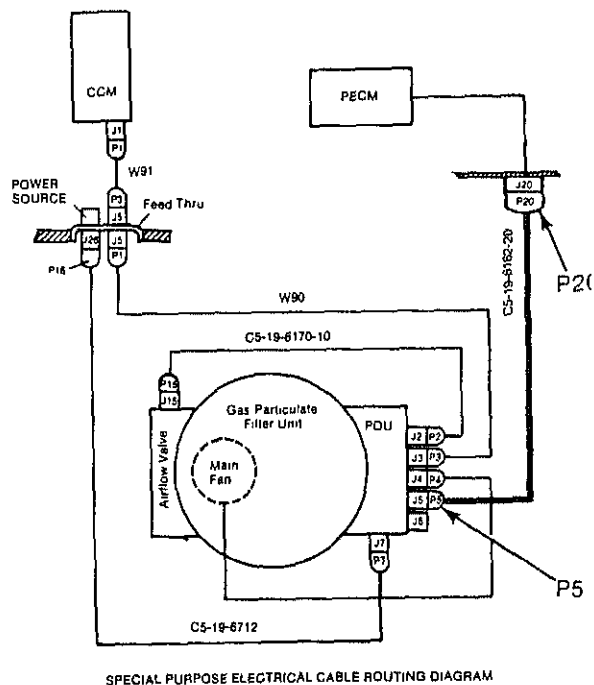 CCM
PECM
J1
P1
W91
J20
P20
POWER
SOURCE
P3
J5
Feed Thru
J26
J5
P1
P16
C5-19-6182-20
P20
W90
C5-19-6170-10
P15
J15
Gas Particulate
Filter Unit
PDU
Airflow Valve
Main
Fan
J2 P2
J3 P3
J4 P4
J5 P5
J6
J7
P7
P5
C5-19-6712
SPECIAL PURPOSE ELECTRICAL CABLE ROUTING DIAGRAM